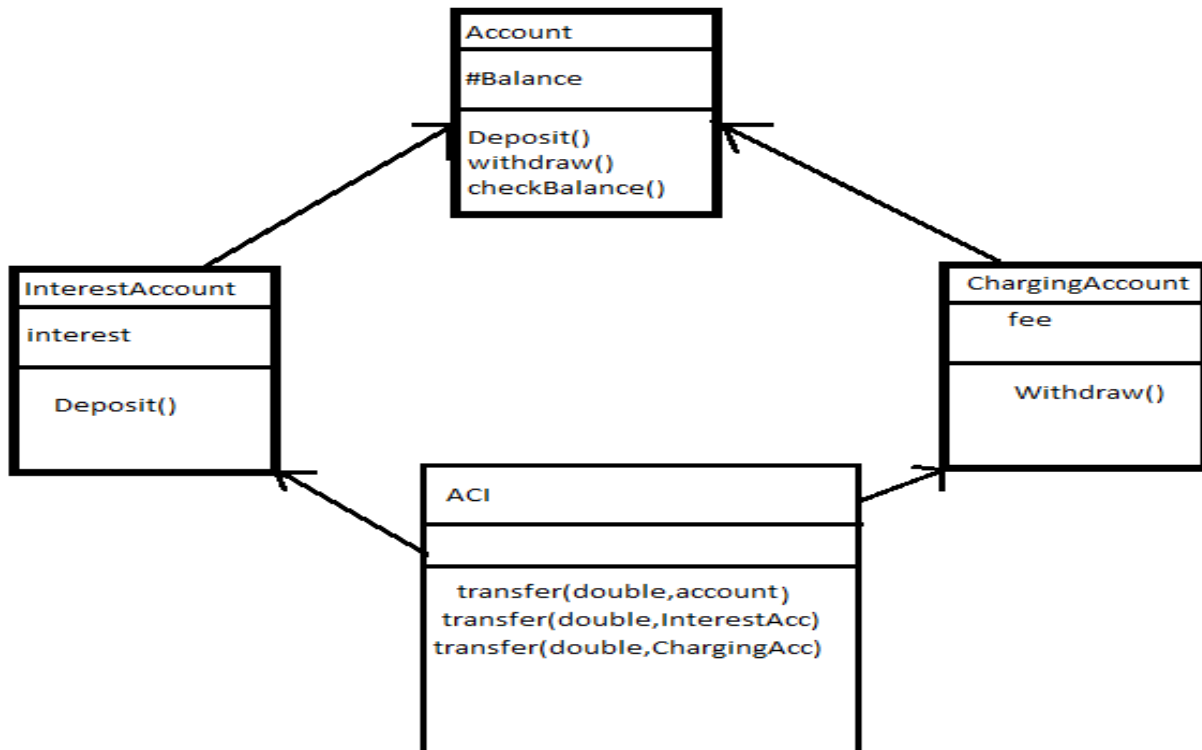 Account
#Balance
Deposit()
withdraw()
checkBalance()
InterestAccount
interest
Deposit()
ChargingAccount
fee
Withdraw()
ACI
transfer(double,account)
transfer(double,InterestAcc)
transfer(double,ChargingAcc)